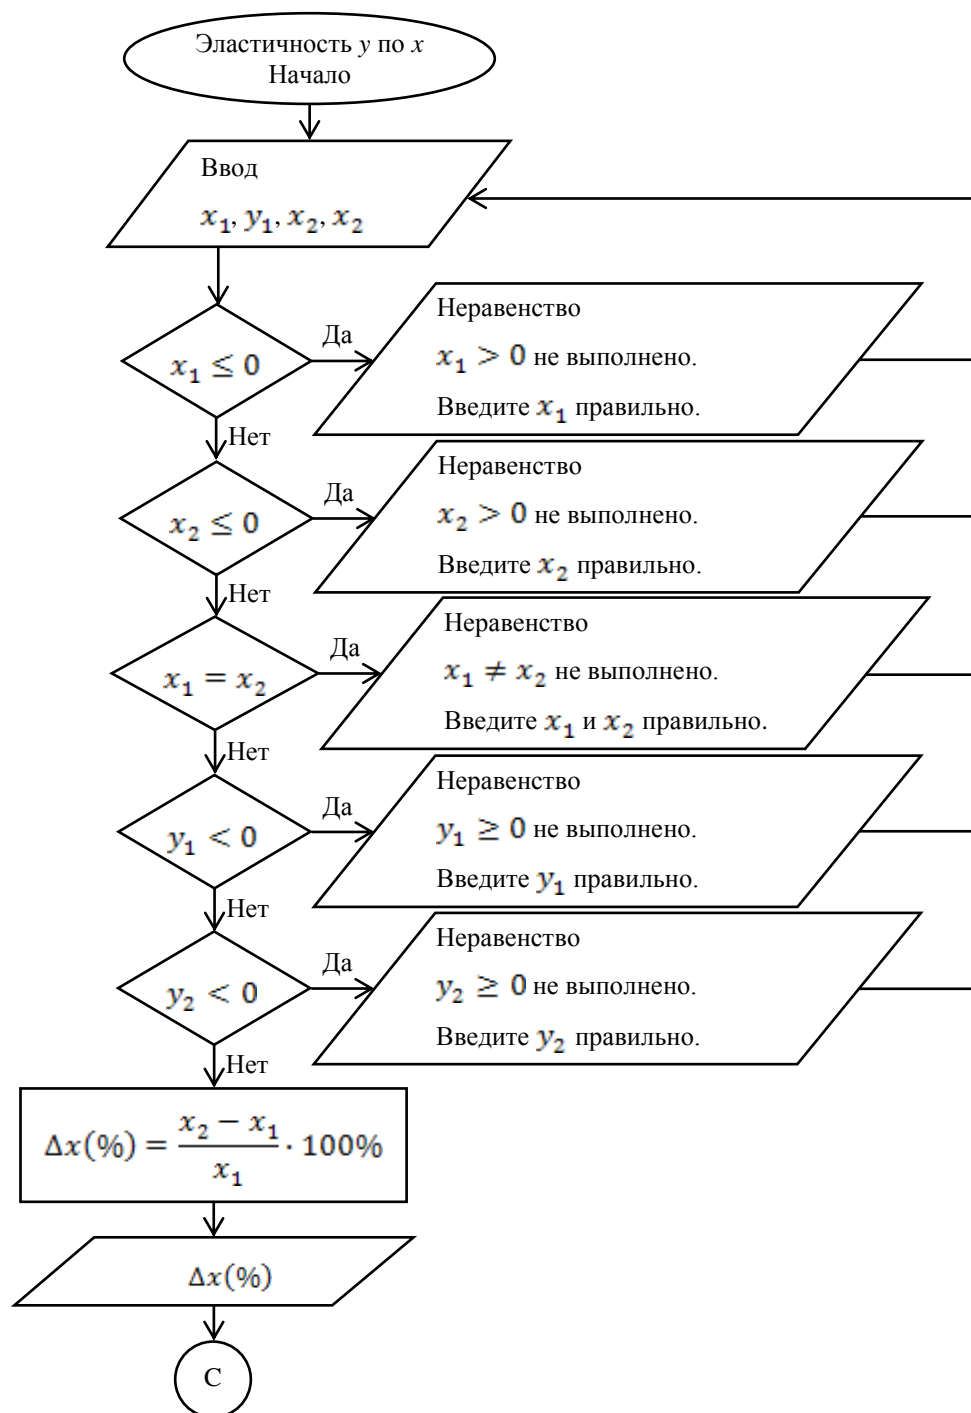 Эластичность y по x
Начало
Ввод
x₁, y₁, x₂, x₂
x₁ ≤ 0
Да
Неравенство
x₁ > 0 не выполнено.
Введите x₁ правильно.
Нет
x₂ ≤ 0
Да
Неравенство
x₂ > 0 не выполнено.
Введите x₂ правильно.
Нет
x₁ = x₂
Да
Неравенство
x₁ ≠ x₂ не выполнено.
Введите x₁ и x₂ правильно.
Нет
y₁ < 0
Да
Неравенство
y₁ ≥ 0 не выполнено.
Введите y₁ правильно.
Нет
y₂ < 0
Да
Неравенство
y₂ ≥ 0 не выполнено.
Введите y₂ правильно.
Нет
Δx(%) = (x₂ − x₁)/x₁ · 100%
Δx(%)
С